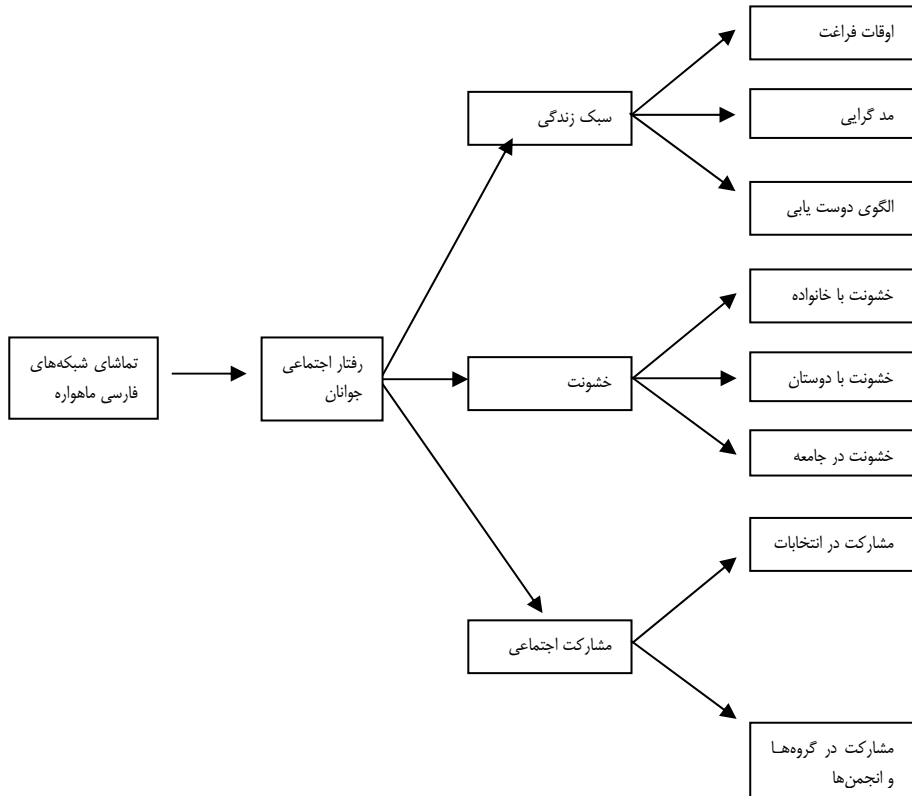 اوقات فراغت
سبک زندگی
مد گرایی
الگوی دوست یابی
خشونت با خانواده
تماشای شبکه‌های
فارسی ماهواره
رفتار اجتماعی
جوانان
خشونت
خشونت با دوستان
خشونت در جامعه
مشارکت در انتخابات
مشارکت اجتماعی
مشارکت در گروه‌هـا
و انجمن‌ها